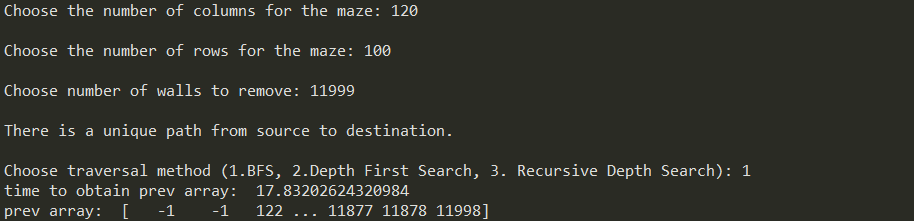 Choose the number of columns for the maze: 120
Choose the number of rows for the maze: 100
Choose number of walls to remove: 11999
There is a unique path from source to destination.
Choose traversal method (1.BFS, 2.Depth First Search, 3. Recursive Depth Search): 1
time to obtain prev array:  17.83202624320984
prev array:  [   -1    -1   122 ... 11877 11878 11998]